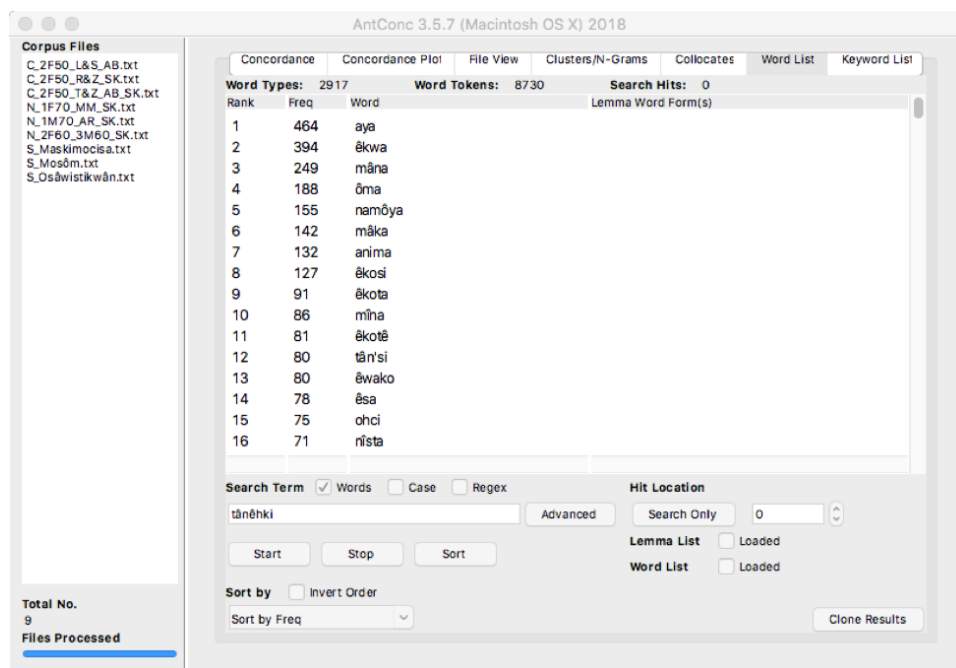 AntConc 3.5.7 (Macintosh OS X) 2018
Corpus Files
C_2F50_L&S_AB.txt
C_2F50_R&Z_SK.txt
C_2F50_T&Z_AB_SK.txt
N_1F70_MM_SK.txt
N_1M70_AR_SK.txt
N_2F60_3M60_SK.txt
S_Maskimocisa.txt
S_Mosôm.txt
S_Osâwistikwân.txt
Total No.
9
Files Processed
Concordance Concordance Plot File View Clusters/N-Grams Collocates Word List Keyword List
Word Types: 2917 Word Tokens: 8730 Search Hits: 0
Rank Freq Word Lemma Word Form(s)
1 464 aya
2 394 êkwa
3 249 mâna
4 188 ôma
5 155 namôya
6 142 mâka
7 132 anima
8 127 êkosi
9 91 êkota
10 86 mîna
11 81 êkotê
12 80 tân'si
13 80 êwako
14 78 êsa
15 75 ohci
16 71 nîsta
Search Term Words Case Regex Hit Location
tânêhki Advanced Search Only 0
Lemma List Loaded
Start Stop Sort
Word List Loaded
Sort by Invert Order
Sort by Freq Clone Results